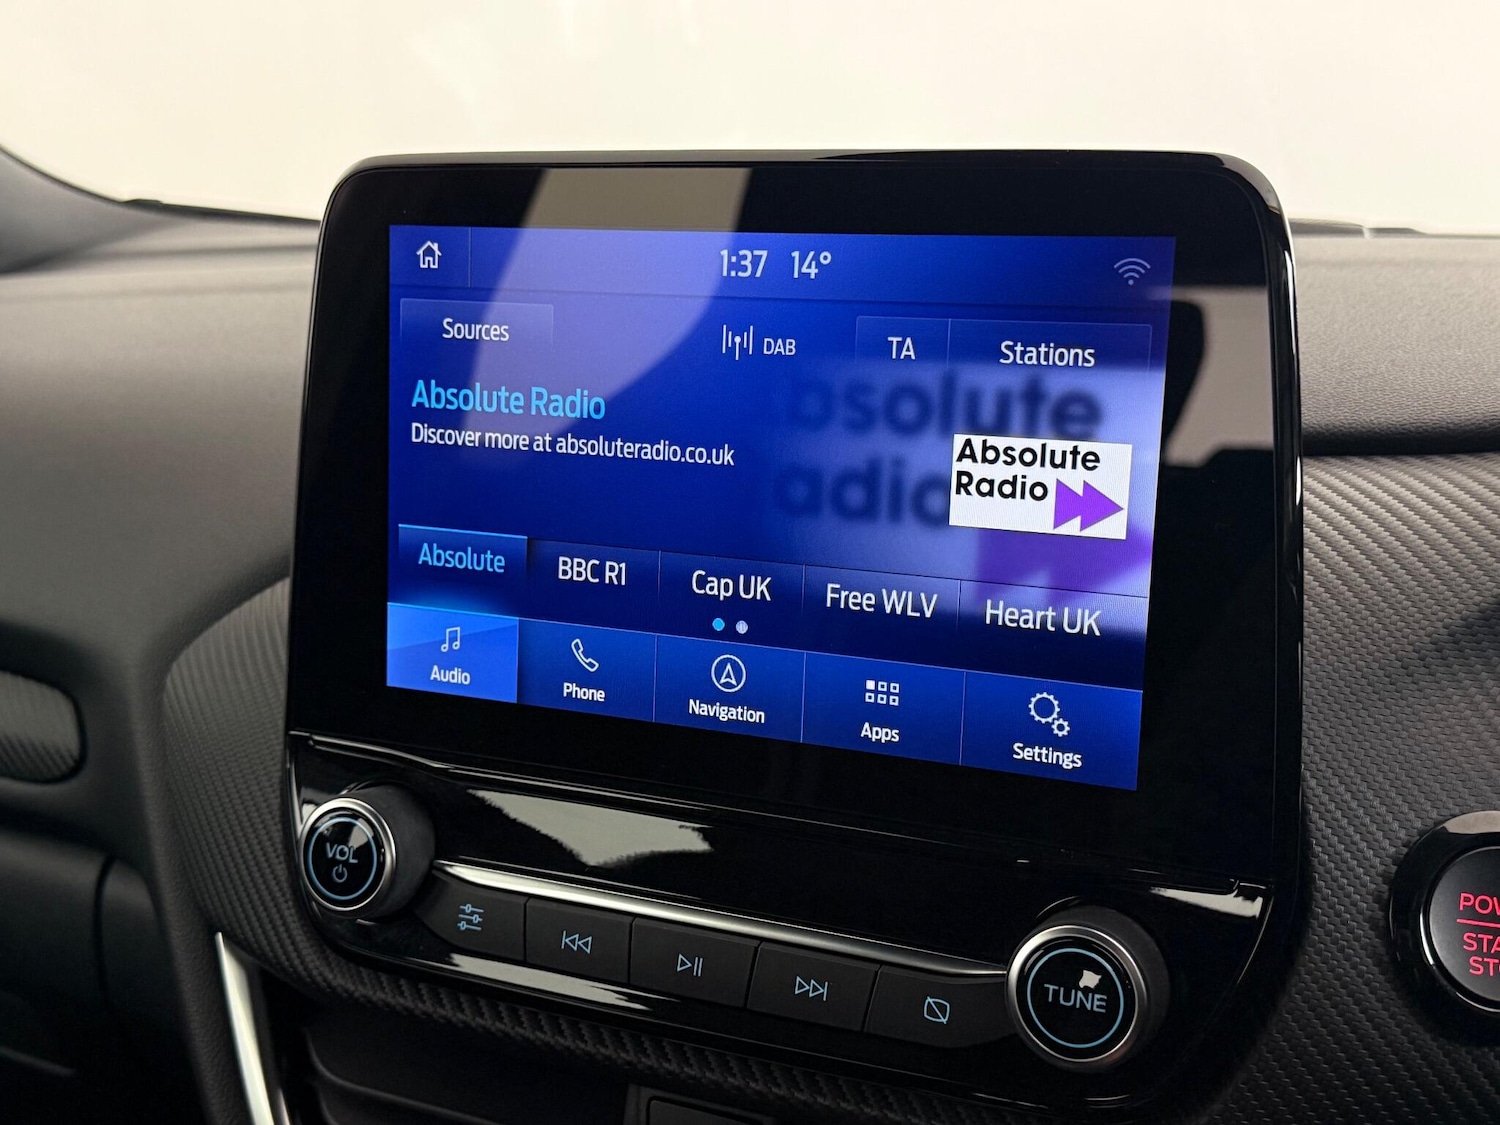 1:37 14°
Sources
DAB
TA
Stations
Absolute Radio
Discover more at absoluteradio.co.uk
Absolute
Radio
Absolute
BBC R1
Cap UK
Free WLV
Heart UK
Audio
Phone
Navigation
Apps
Settings
VOL
TUNE